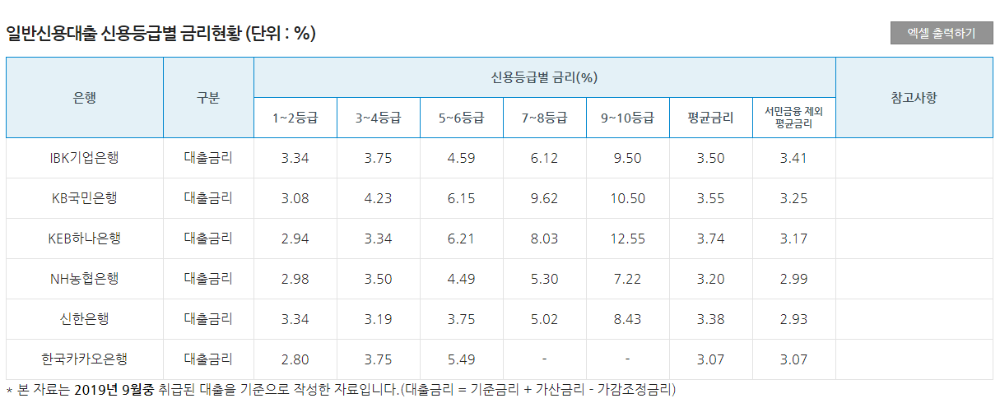 일반신용대출 신용등급별 금리현황 (단위 : %)
엑셀 출력하기
은행 구분 신용등급별 금리(%) 참고사항
1~2등급 3~4등급 5~6등급 7~8등급 9~10등급 평균금리 서민금융 제외
평균금리
IBK기업은행 대출금리 3.34 3.75 4.59 6.12 9.50 3.50 3.41
KB국민은행 대출금리 3.08 4.23 6.15 9.62 10.50 3.55 3.25
KEB하나은행 대출금리 2.94 3.34 6.21 8.03 12.55 3.74 3.17
NH농협은행 대출금리 2.98 3.50 4.49 5.30 7.22 3.20 2.99
신한은행 대출금리 3.34 3.19 3.75 5.02 8.43 3.38 2.93
한국카카오은행 대출금리 2.80 3.75 5.49 - - 3.07 3.07
* 본 자료는 2019년 9월중 취급된 대출을 기준으로 작성한 자료입니다.(대출금리 = 기준금리 + 가산금리 - 가감조정금리)